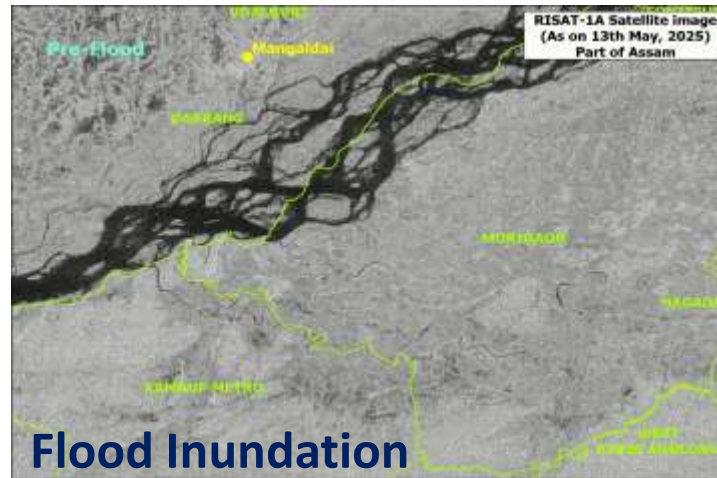 UDALGURI
RISAT-1A Satellite image
(As on 13th May, 2025)
Part of Assam
Pre-Flood
Mangaldai
DARRANG
MORIGAON
KAMRUP METRO
Flood Inundation